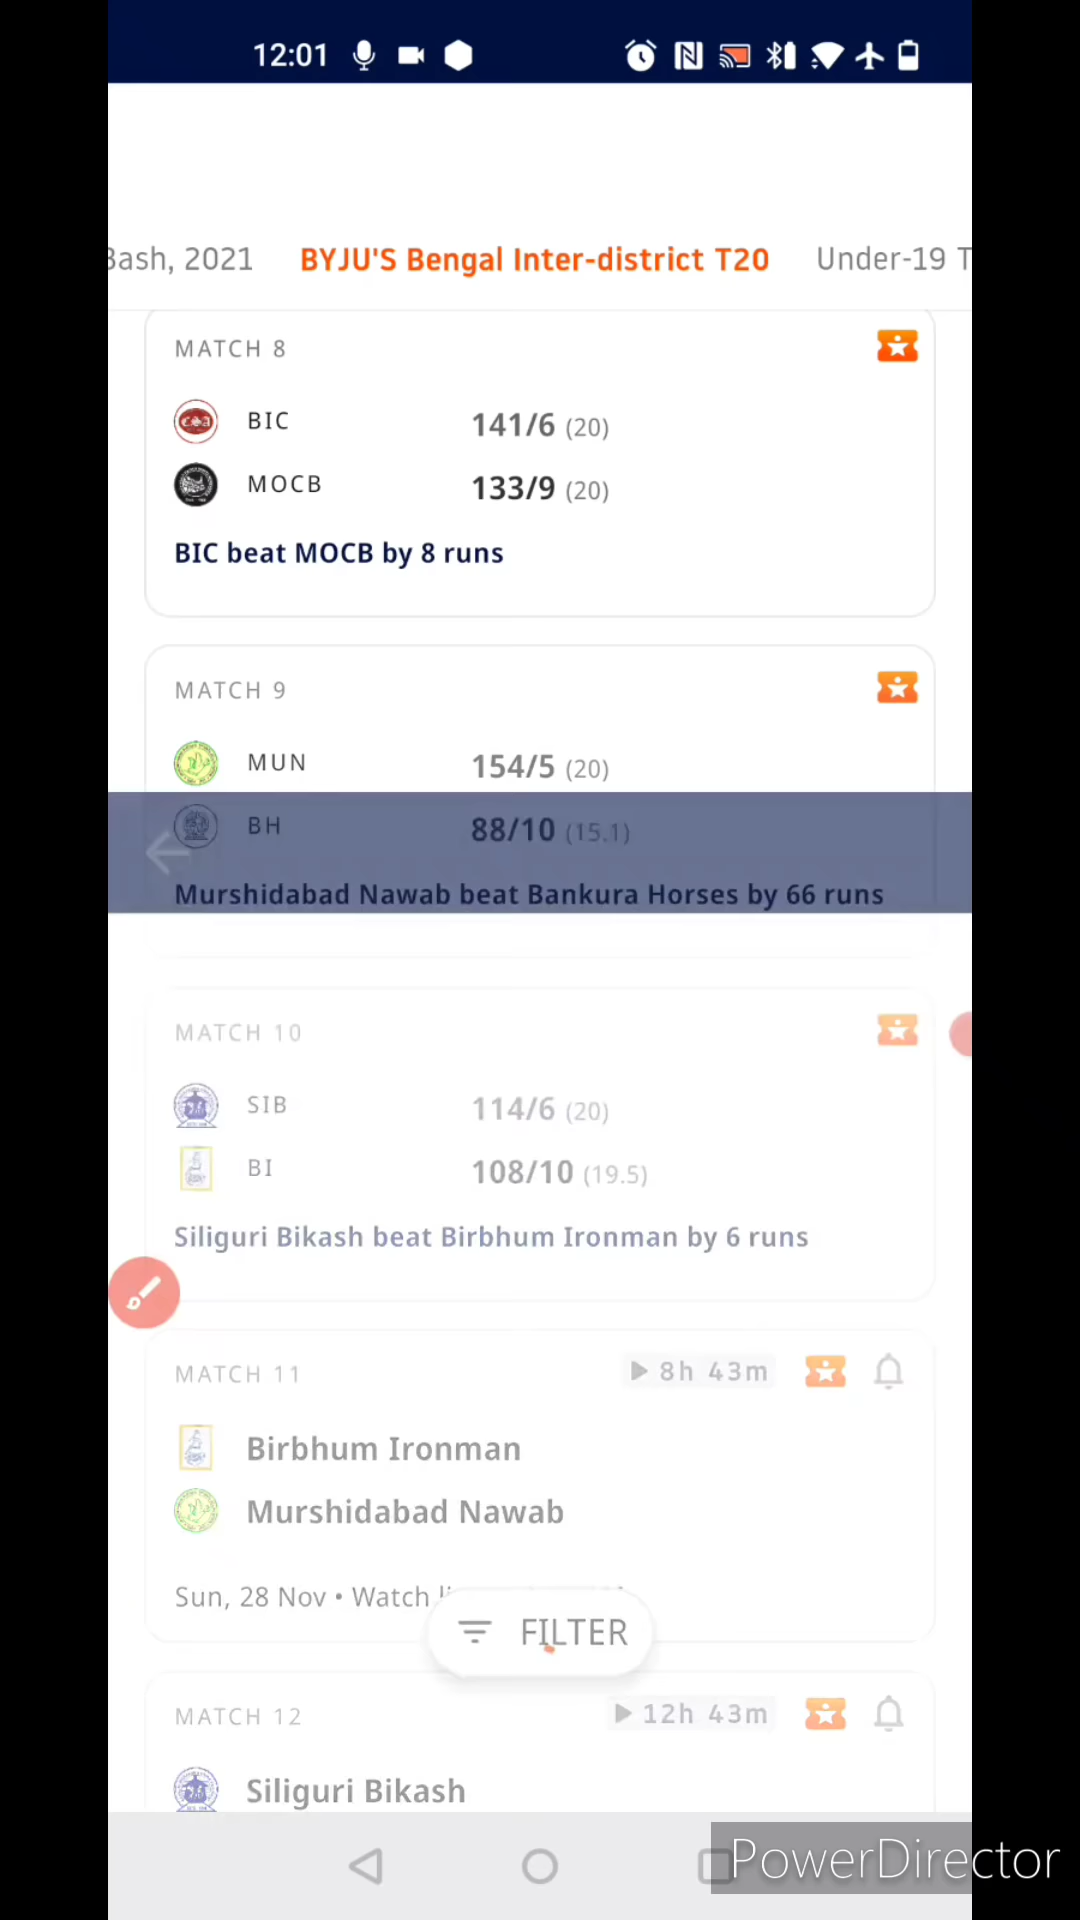 12:01
Bash, 2021 BYJU'S Bengal Inter-district T20 Under-19 T
MATCH 8
BIC 141/6 (20)
MOCB 133/9 (20)
BIC beat MOCB by 8 runs
MATCH 9
MUN 154/5 (20)
BH 88/10 (15.1)
Murshidabad Nawab beat Bankura Horses by 66 runs
MATCH 10
SIB 114/6 (20)
BI 108/10 (19.5)
Siliguri Bikash beat Birbhum Ironman by 6 runs
MATCH 11 8h 43m
Birbhum Ironman
Murshidabad Nawab
Sun, 28 Nov • Watch
FILTER
MATCH 12 12h 43m
Siliguri Bikash
PowerDirector